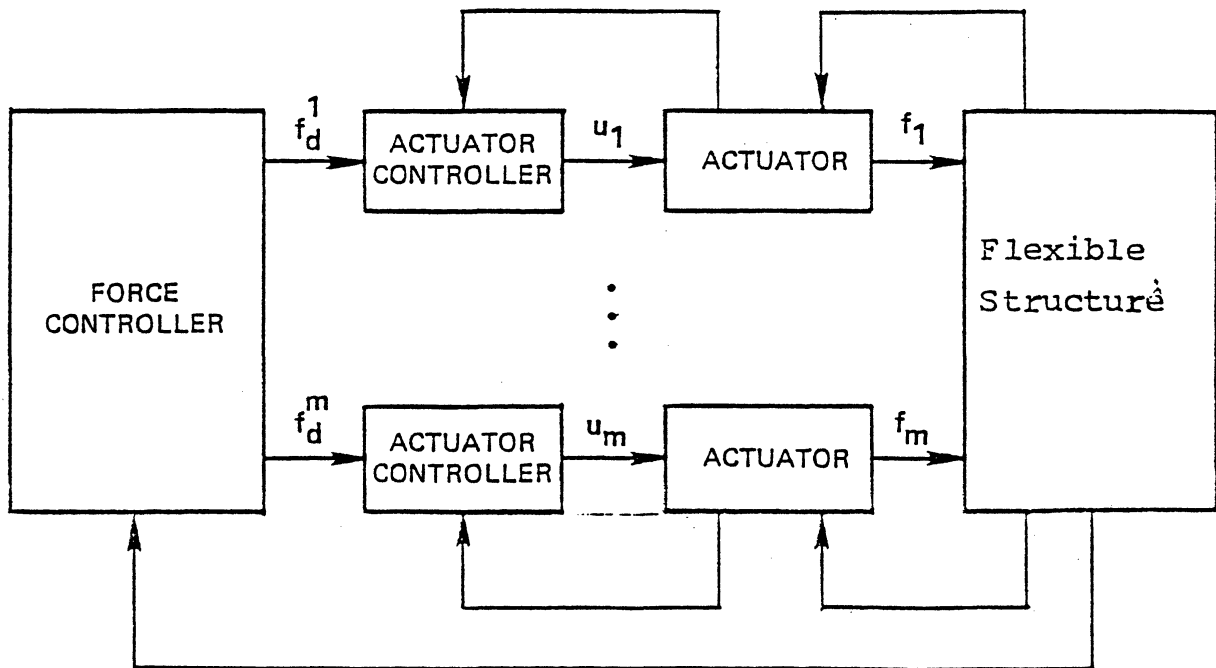 f_d^1
ACTUATOR
CONTROLLER
u_1
ACTUATOR
f_1
FORCE
CONTROLLER
Flexible
Structure
f_d^m
ACTUATOR
CONTROLLER
u_m
ACTUATOR
f_m